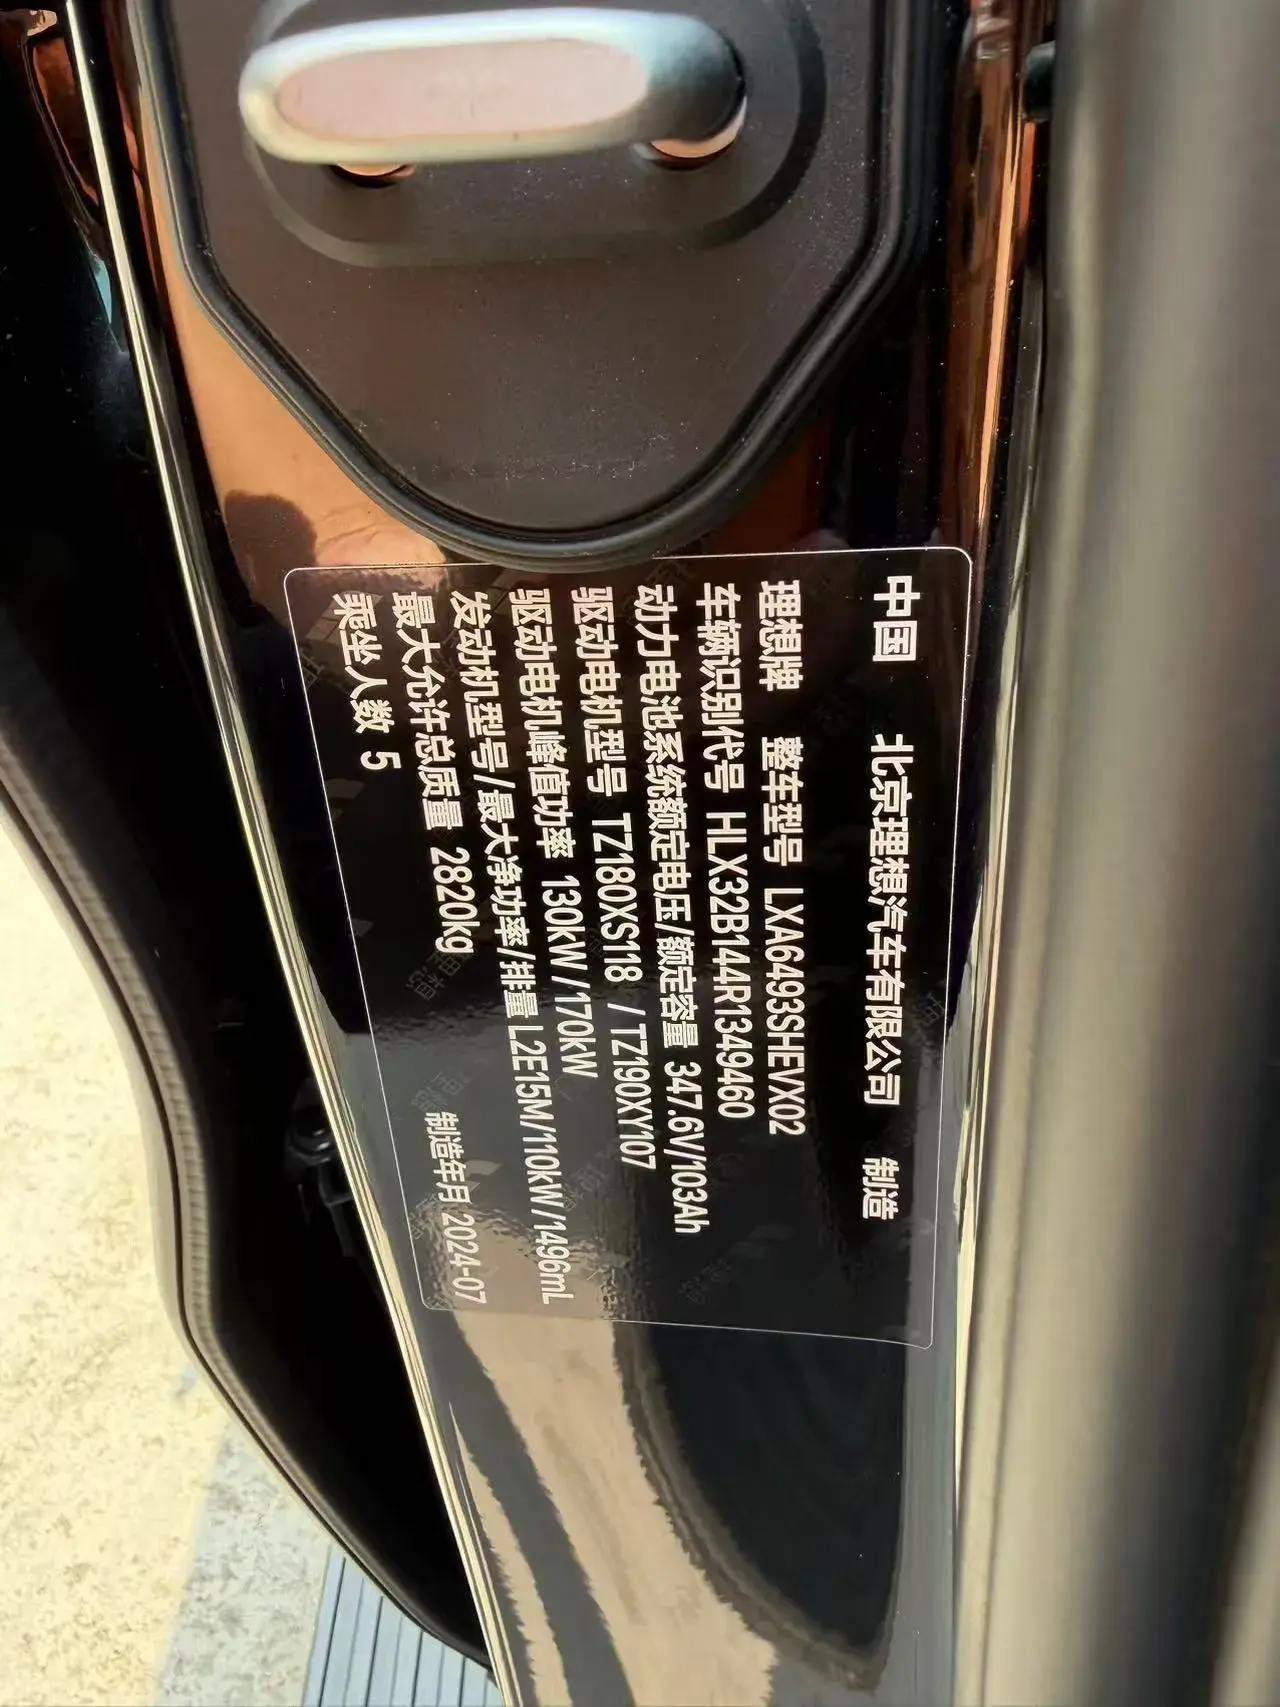 中国 北京理想汽车有限公司 制造
理想牌 整车型号 LXA6493SHEVX02
车辆识别代号 HLX32B144R1349460
动力电池系统额定电压/额定容量 347.6V/103Ah
驱动电机型号 TZ180XS118 / TZ190XY107
驱动电机峰值功率 130kW/170kW
发动机型号/最大净功率/排量 L2E15M/110kW/1496mL
最大允许总质量 2820kg
乘坐人数 5 制造年月 2024-07